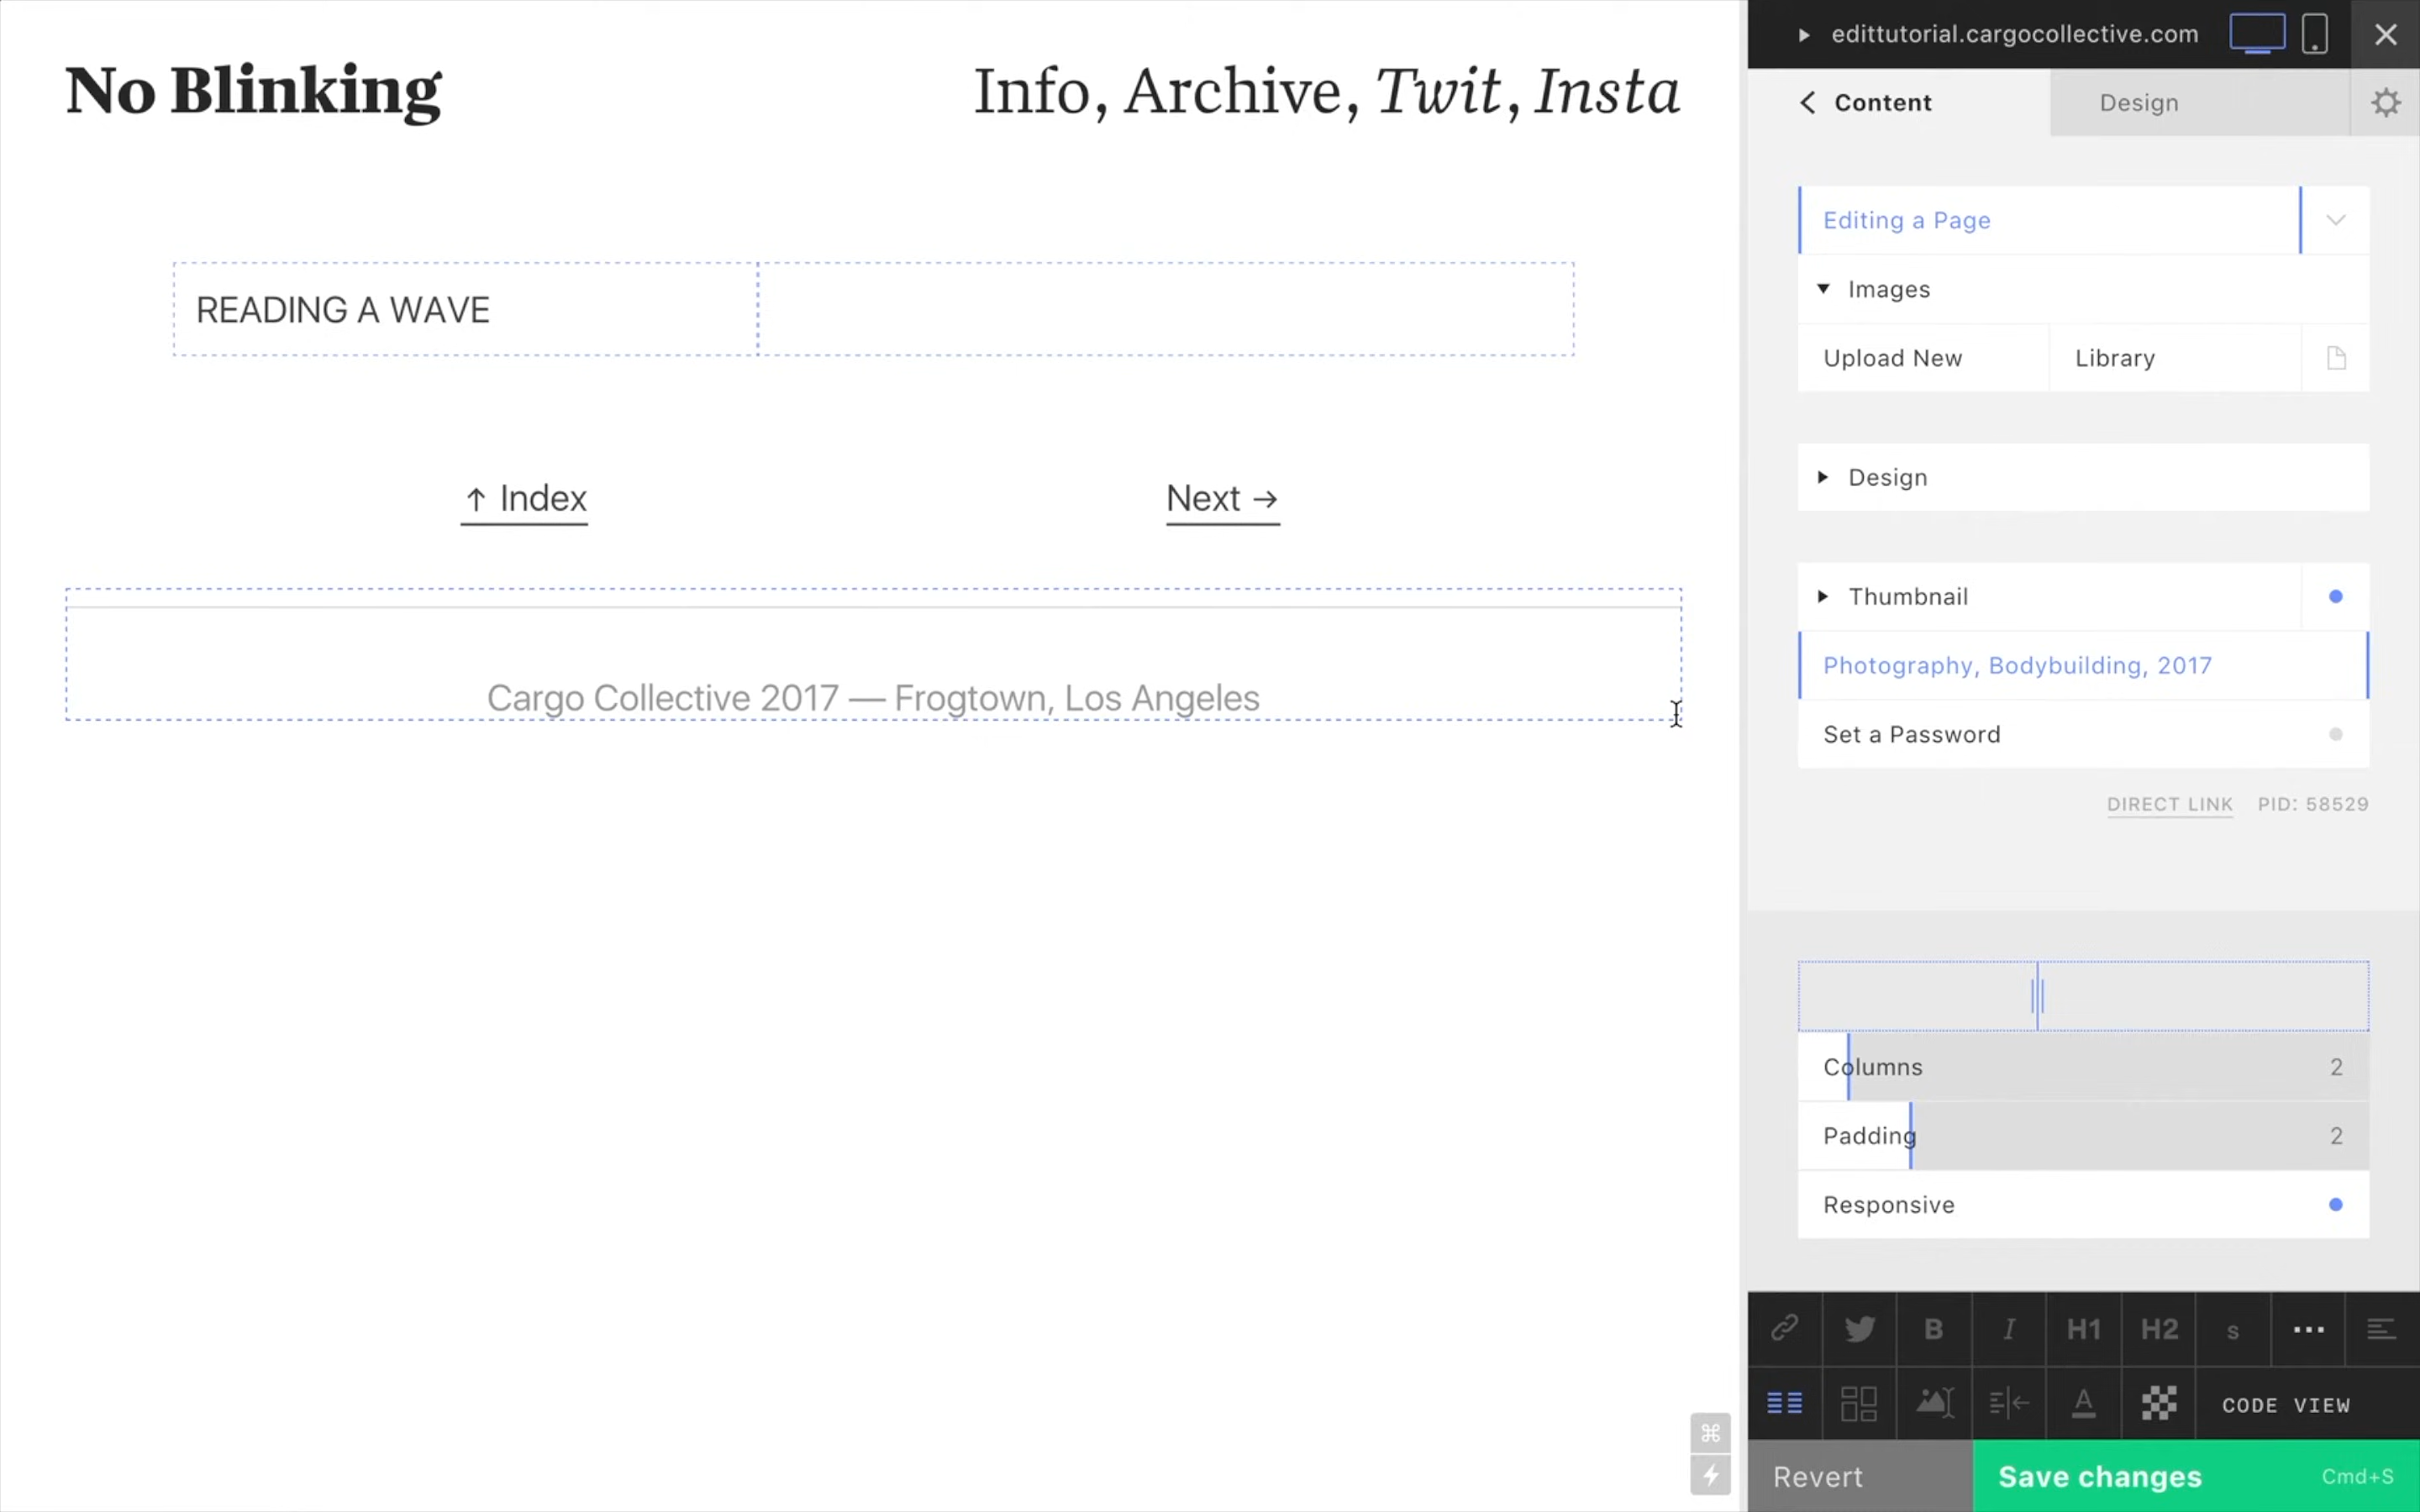 No Blinking
Info, Archive, Twit, Insta
READING A WAVE
↑ Index
Next →
Cargo Collective 2017 — Frogtown, Los Angeles
edittutorial.cargocollective.com
Content
Design
Editing a Page
Images
Upload New
Library
Design
Thumbnail
Photography, Bodybuilding, 2017
Set a Password
DIRECT LINK PID: 58529
Columns 2
Padding 2
Responsive
B I H1 H2 s ...
A CODE VIEW
Revert
Save changes Cmd+S